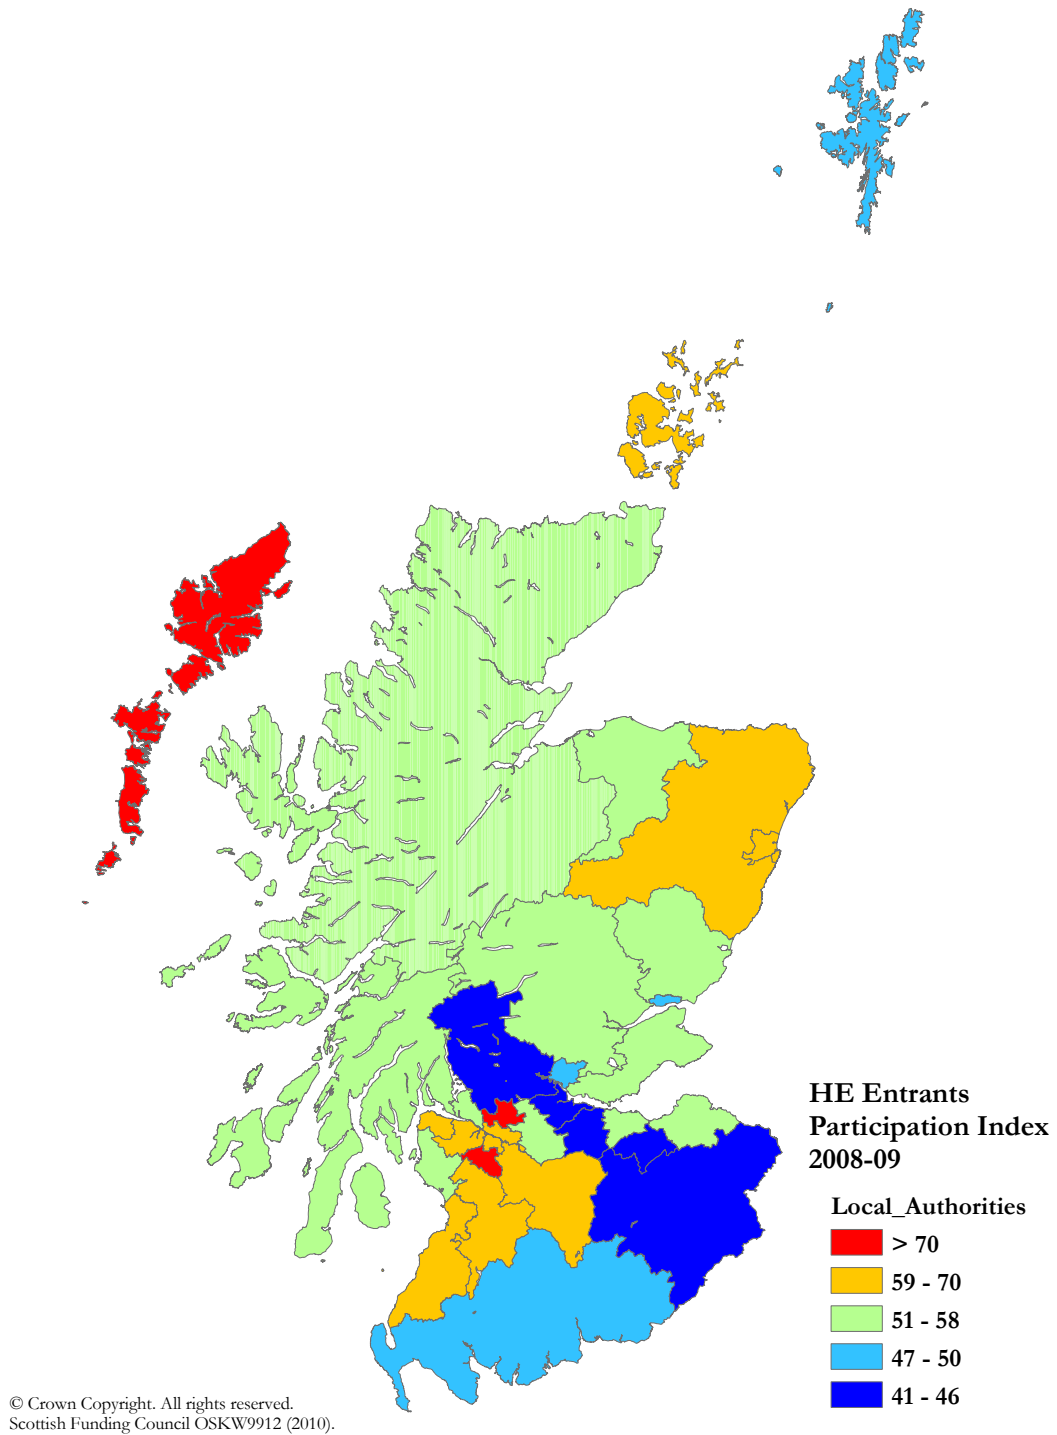 HE Entrants
Participation Index
2008-09
Local_Authorities
> 70
59 - 70
51 - 58
47 - 50
41 - 46
© Crown Copyright. All rights reserved.
Scottish Funding Council OSKW9912 (2010).